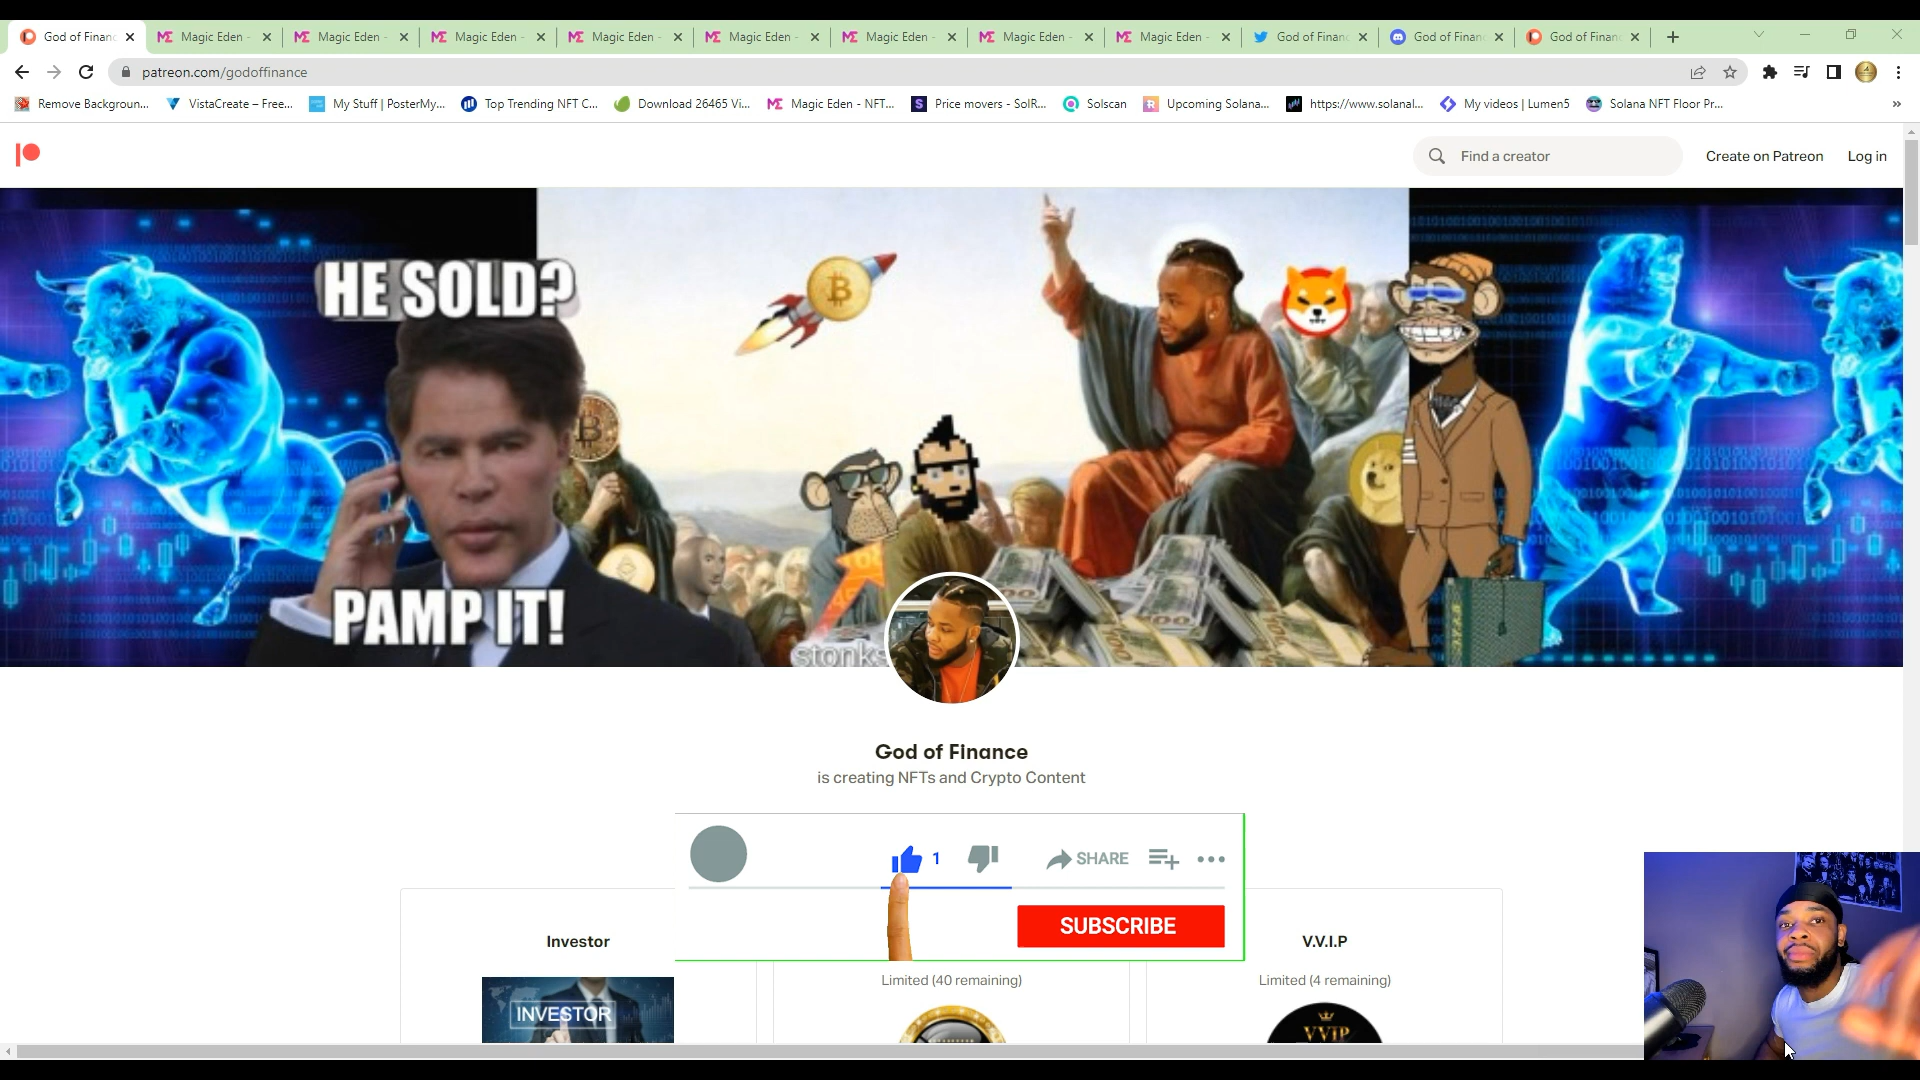 God of Financ
Magic Eden -
Magic Eden -
Magic Eden -
Magic Eden -
Magic Eden -
Magic Eden -
Magic Eden -
Magic Eden -
God of Financ
God of Financ
God of Financ
patreon.com/godoffinance
Remove Backgroun...
VistaCreate – Free...
My Stuff | PosterMy...
Top Trending NFT C...
Download 26465 Vi...
Magic Eden - NFT...
Price movers - SolR...
Solscan
Upcoming Solana...
https://www.solanal...
My videos | Lumen5
Solana NFT Floor Pr...
Find a creator
Create on Patreon
Log in
HE SOLD?
PAMP IT!
stonks
God of Finance
is creating NFTs and Crypto Content
1
SHARE
SUBSCRIBE
Investor
V.V.I.P
Limited (40 remaining)
Limited (4 remaining)
INVESTOR
VVIP